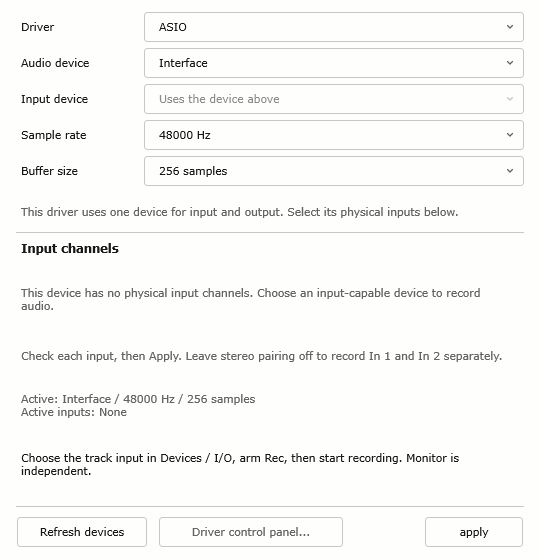 Driver
ASIO
Audio device
Interface
Input device
Uses the device above
Sample rate
48000 Hz
Buffer size
256 samples
This driver uses one device for input and output. Select its physical inputs below.
Input channels
This device has no physical input channels. Choose an input-capable device to record
audio.
Check each input, then Apply. Leave stereo pairing off to record In 1 and In 2 separately.
Active: Interface / 48000 Hz / 256 samples
Active inputs: None
Choose the track input in Devices / I/O, arm Rec, then start recording. Monitor is
independent.
Refresh devices
Driver control panel...
apply